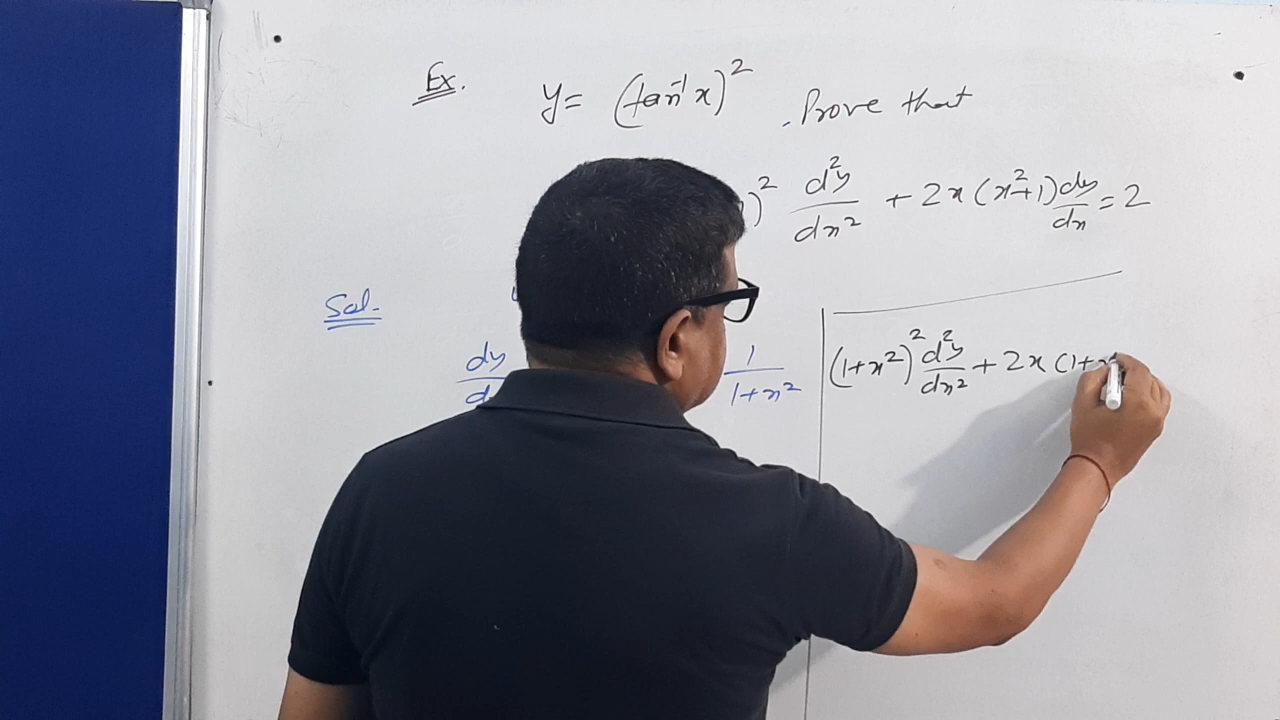 Ex. y = (tan⁻¹x)² , Prove that
)² d²y/dx² + 2x(x²+1)dy/dx = 2
Sol.
dy 1/1+x²
(1+x²)² d²y/dx² + 2x(1+x